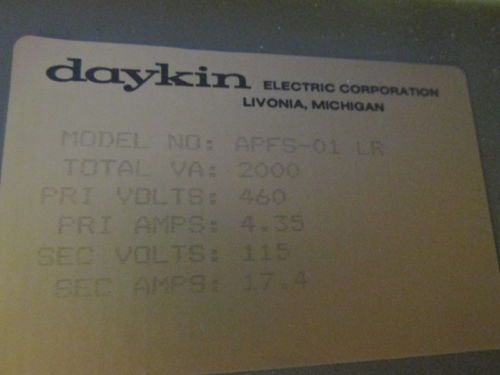 daykin ELECTRIC CORPORATION
LIVONIA, MICHIGAN
MODEL NO: APFS-01 LR
TOTAL VA: 2000
PRI VOLTS: 460
PRI AMPS: 4.35
SEC VOLTS: 115
SEC AMPS: 17.4